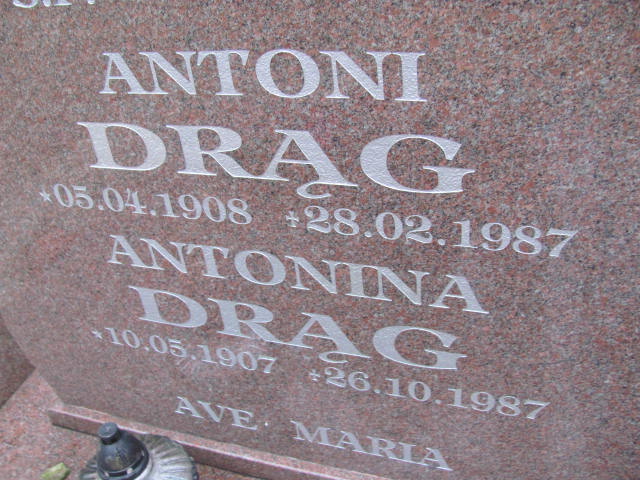 Ś.P.
ANTONI
DRĄG
*05.04.1908 ÷28.02.1987
ANTONINA
DRĄG
*10.05.1907 ÷26.10.1987
AVE MARIA